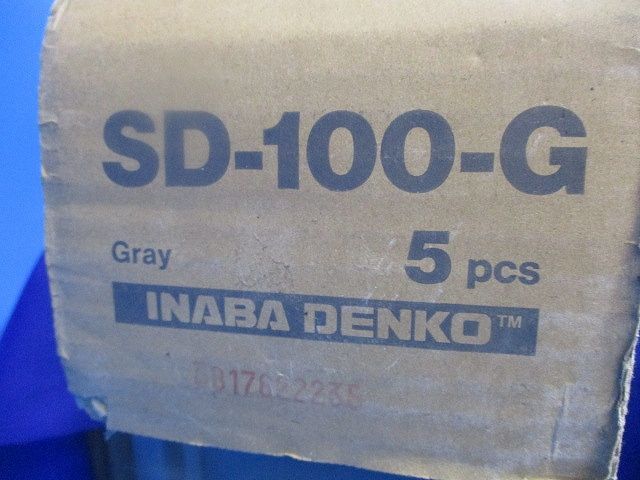 SD-100-G
Gray 5 pcs
INABA DENKO™